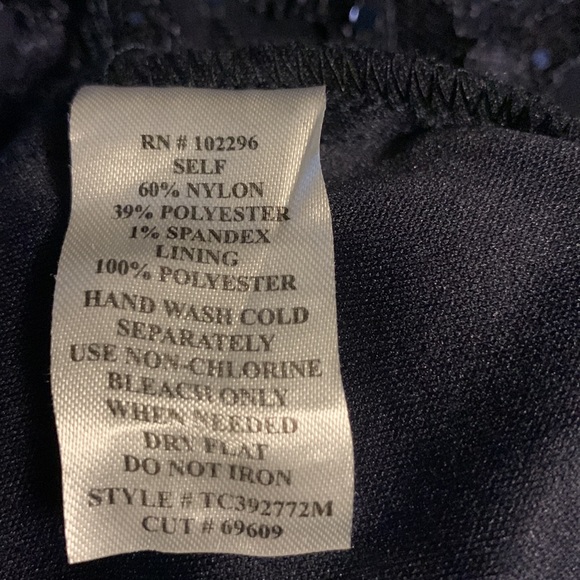 RN # 102296
SELF
60% NYLON
39% POLYESTER
1% SPANDEX
LINING
100% POLYESTER
HAND WASH COLD
SEPARATELY
USE NON-CHLORINE
BLEACH ONLY
WHEN NEEDED
DRY FLAT
DO NOT IRON
STYLE # TC392772M
CUT # 69609